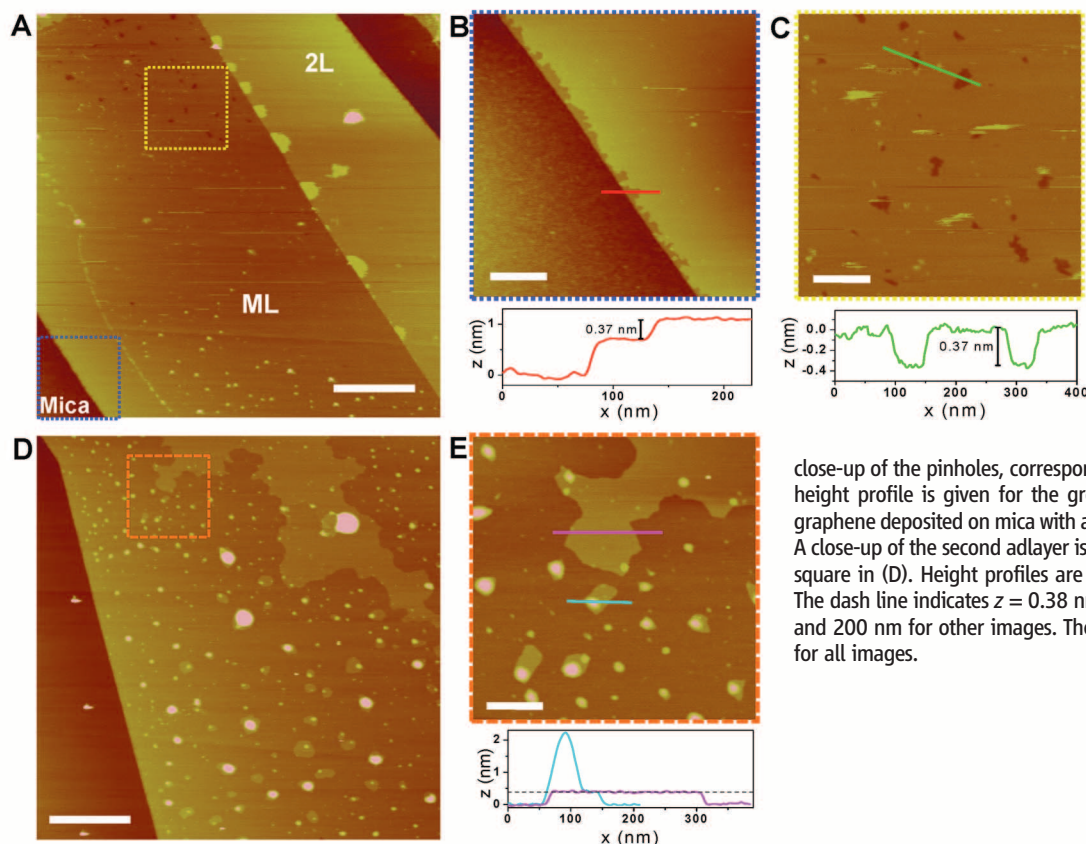 A
2L
ML
Mica
B
0.37 nm
z (nm)
1
0
0
100
200
x (nm)
C
0.37 nm
z (nm)
0.0
-0.2
-0.4
0
100
200
300
400
x (nm)
D
E
z (nm)
2
1
0
0
100
200
300
x (nm)
close-up of the pinholes, correspon
height profile is given for the gr
graphene deposited on mica with a
A close-up of the second adlayer is
square in (D). Height profiles are
The dash line indicates z = 0.38 n
and 200 nm for other images. The
for all images.